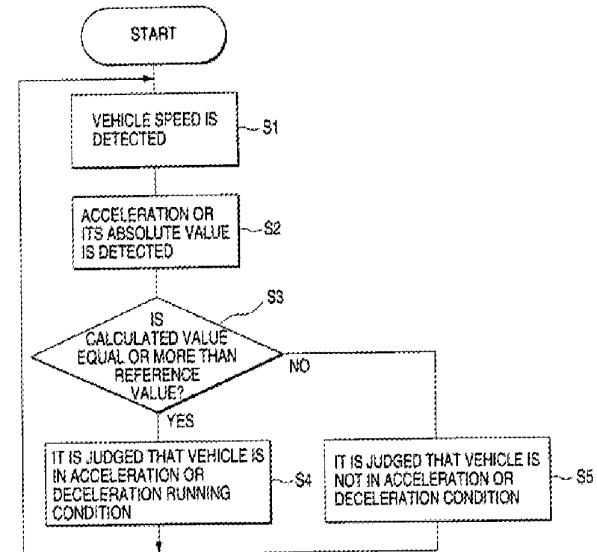 START
VEHICLE SPEED IS
DETECTED
S1
ACCELERATION OR
ITS ABSOLUTE VALUE
IS DETECTED
S2
S3
IS
CALCULATED VALUE
EQUAL OR MORE THAN
REFERENCE
VALUE?
NO
YES
IT IS JUDGED THAT VEHICLE IS
IN ACCELERATION OR
DECELERATION RUNNING
CONDITION
S4
IT IS JUDGED THAT VEHICLE IS
NOT IN ACCELERATION OR
DECELERATION CONDITION
S5